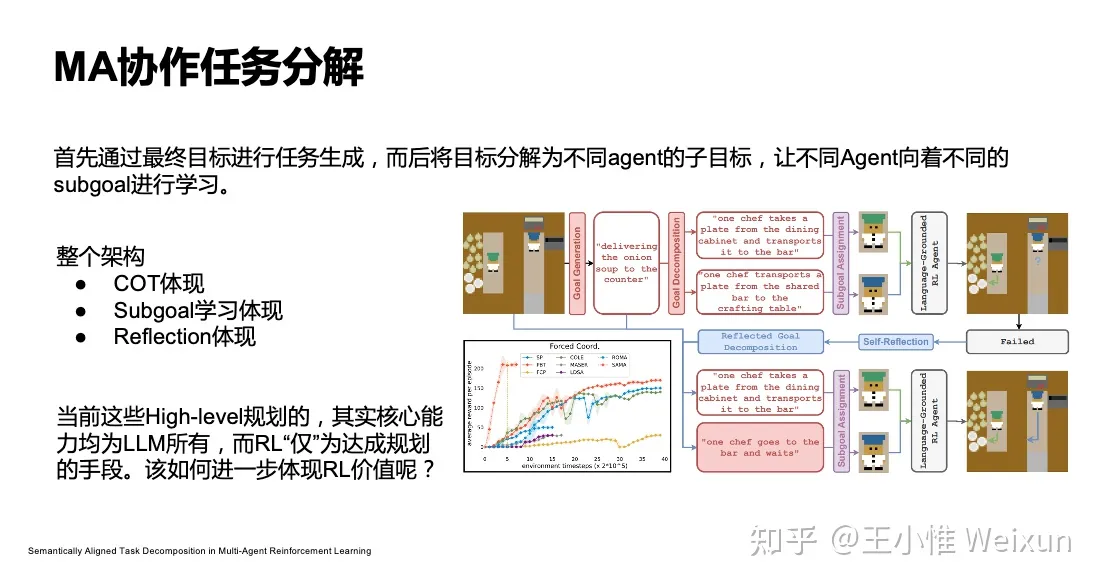 MA协作任务分解
首先通过最终目标进行任务生成，而后将目标分解为不同agent的子目标，让不同Agent向着不同的
subgoal进行学习。
整个架构
● COT体现
● Subgoal学习体现
● Reflection体现
当前这些High-level规划的，其实核心能
力均为LLM所有，而RL“仅”为达成规划
的手段。该如何进一步体现RL价值呢？
Goal Generation
"delivering
the onion
soup to the
counter"
Goal Decomposition
"one chef takes a
plate from the dining
cabinet and transports
it to the bar"
"one chef transports a
plate from the shared
bar to the
crafting table"
Subgoal Assignment
Language-Grounded
RL Agent
?
Failed
Self-Reflection
Reflected Goal
Decomposition
"one chef takes a
plate from the dining
cabinet and transports
it to the bar"
"one chef goes to the
bar and waits"
Subgoal Assignment
Language-Grounded
RL Agent
Forced Coord.
SP COLE ROMA
PBT MASER SAMA
FCP LDSA
average reward per episode
200
150
100
50
0
0 5 10 15 20 25 30 35 40
environment timesteps (x 2*10^5)
Semantically Aligned Task Decomposition in Multi-Agent Reinforcement Learning
知乎 @王小惟 Weixun